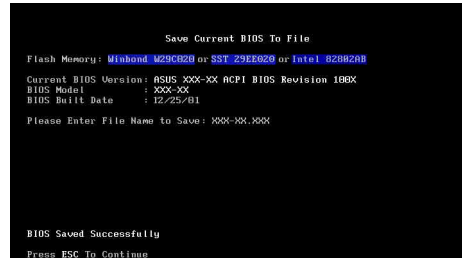 Save Current BIOS To File
Flash Memory: Winbond W29C020 or SST 29EE020 or Intel 82802AB
Current BIOS Version: ASUS XXX-XX ACPI BIOS Revision 100X
BIOS Model : XXX-XX
BIOS Built Date : 12/25/01
Please Enter File Name to Save: XXX-XX.XXX
BIOS Saved Successfully
Press ESC To Continue